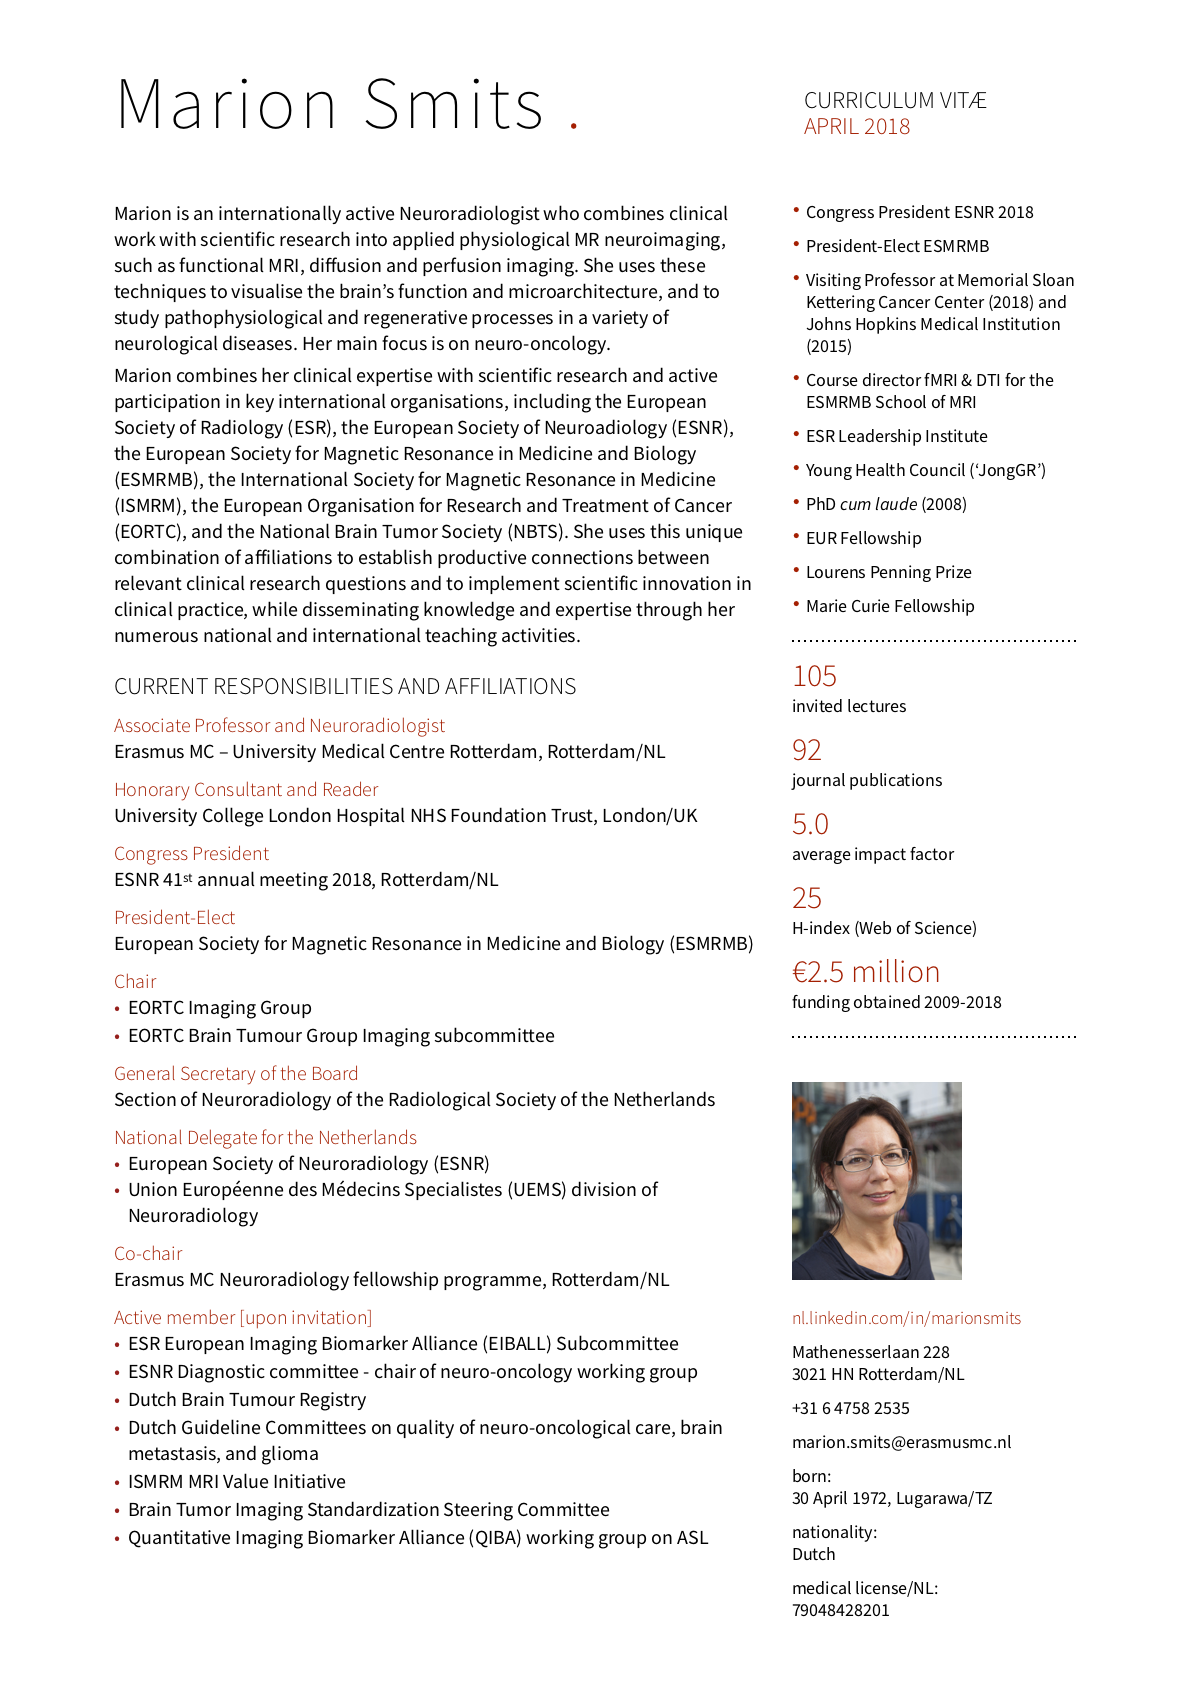 Marion Smits .
CURRICULUM VITÆ
APRIL 2018
Marion is an internationally active Neuroradiologist who combines clinical
work with scientific research into applied physiological MR neuroimaging,
such as functional MRI, diffusion and perfusion imaging. She uses these
techniques to visualise the brain’s function and microarchitecture, and to
study pathophysiological and regenerative processes in a variety of
neurological diseases. Her main focus is on neuro-oncology.
Marion combines her clinical expertise with scientific research and active
participation in key international organisations, including the European
Society of Radiology (ESR), the European Society of Neuroadiology (ESNR),
the European Society for Magnetic Resonance in Medicine and Biology
(ESMRMB), the International Society for Magnetic Resonance in Medicine
(ISMRM), the European Organisation for Research and Treatment of Cancer
(EORTC), and the National Brain Tumor Society (NBTS). She uses this unique
combination of affiliations to establish productive connections between
relevant clinical research questions and to implement scientific innovation in
clinical practice, while disseminating knowledge and expertise through her
numerous national and international teaching activities.
CURRENT RESPONSIBILITIES AND AFFILIATIONS
Associate Professor and Neuroradiologist
Erasmus MC – University Medical Centre Rotterdam, Rotterdam/NL
Honorary Consultant and Reader
University College London Hospital NHS Foundation Trust, London/UK
Congress President
ESNR 41st annual meeting 2018, Rotterdam/NL
President-Elect
European Society for Magnetic Resonance in Medicine and Biology (ESMRMB)
Chair
• EORTC Imaging Group
• EORTC Brain Tumour Group Imaging subcommittee
General Secretary of the Board
Section of Neuroradiology of the Radiological Society of the Netherlands
National Delegate for the Netherlands
• European Society of Neuroradiology (ESNR)
• Union Européenne des Médecins Specialistes (UEMS) division of
Neuroradiology
Co-chair
Erasmus MC Neuroradiology fellowship programme, Rotterdam/NL
Active member [upon invitation]
• ESR European Imaging Biomarker Alliance (EIBALL) Subcommittee
• ESNR Diagnostic committee - chair of neuro-oncology working group
• Dutch Brain Tumour Registry
• Dutch Guideline Committees on quality of neuro-oncological care, brain
metastasis, and glioma
• ISMRM MRI Value Initiative
• Brain Tumor Imaging Standardization Steering Committee
• Quantitative Imaging Biomarker Alliance (QIBA) working group on ASL
• Congress President ESNR 2018
• President-Elect ESMRMB
• Visiting Professor at Memorial Sloan
Kettering Cancer Center (2018) and
Johns Hopkins Medical Institution
(2015)
• Course director fMRI & DTI for the
ESMRMB School of MRI
• ESR Leadership Institute
• Young Health Council (‘JongGR’)
• PhD cum laude (2008)
• EUR Fellowship
• Lourens Penning Prize
• Marie Curie Fellowship
105
invited lectures
92
journal publications
5.0
average impact factor
25
H-index (Web of Science)
€2.5 million
funding obtained 2009-2018
nl.linkedin.com/in/marionsmits
Mathenesserlaan 228
3021 HN Rotterdam/NL
+31 6 4758 2535
marion.smits@erasmusmc.nl
born:
30 April 1972, Lugarawa/TZ
nationality:
Dutch
medical license/NL:
79048428201